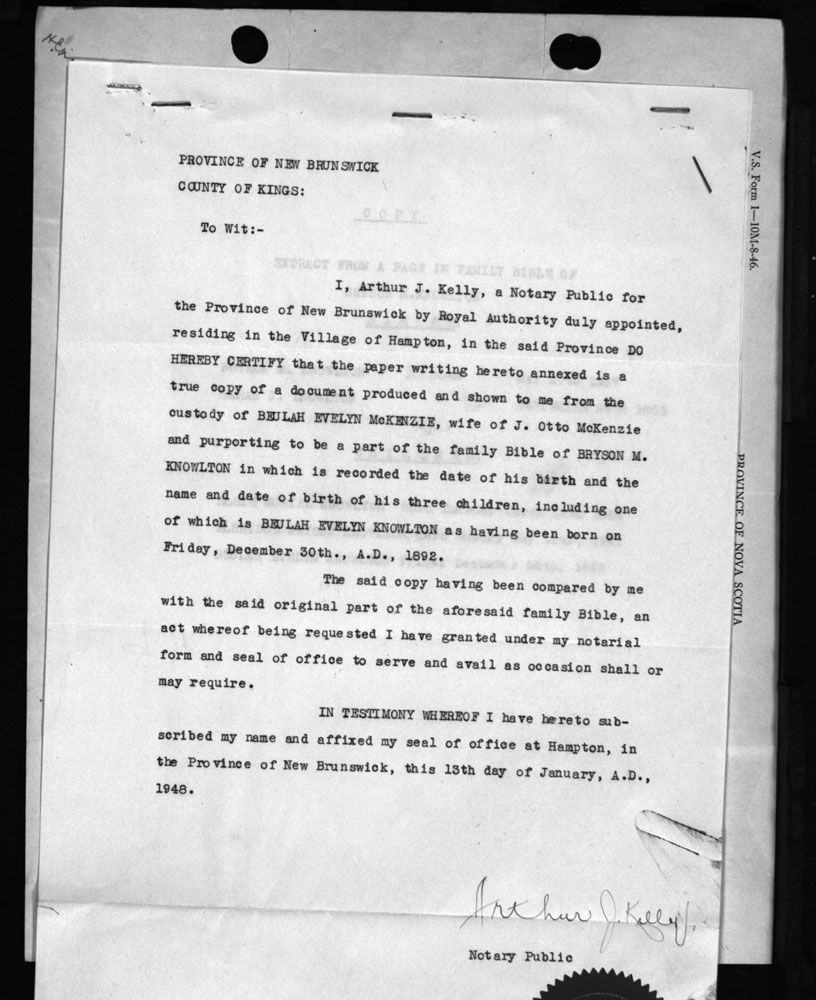 PROVINCE OF NEW BRUNSWICK
COUNTY OF KINGS:
To Wit:-
COPY
EXTRACT FROM A PAGE IN FAMILY BIBLE OF
I, Arthur J. Kelly, a Notary Public for
the Province of New Brunswick by Royal Authority duly appointed,
residing in the Village of Hampton, in the said Province DO
HEREBY CERTIFY that the paper writing hereto annexed is a
true copy of a document produced and shown to me from the
custody of BEULAH EVELYN McKENZIE, wife of J. Otto McKenzie
and purporting to be a part of the family Bible of BRYSON M.
KNOWLTON in which is recorded the date of his birth and the
name and date of birth of his three children, including one
of which is BEULAH EVELYN KNOWLTON as having been born on
Friday, December 30th., A.D., 1892.
The said copy having been compared by me
with the said original part of the aforesaid family Bible, an
act whereof being requested I have granted under my notarial
form and seal of office to serve and avail as occasion shall or
may require.
IN TESTIMONY WHEREOF I have hereto sub-
scribed my name and affixed my seal of office at Hampton, in
the Province of New Brunswick, this 13th day of January, A.D.,
1948.
Arthur J. Kelly
Notary Public
V.S. Form 1—10M-8-46.
PROVINCE OF NOVA SCOTIA